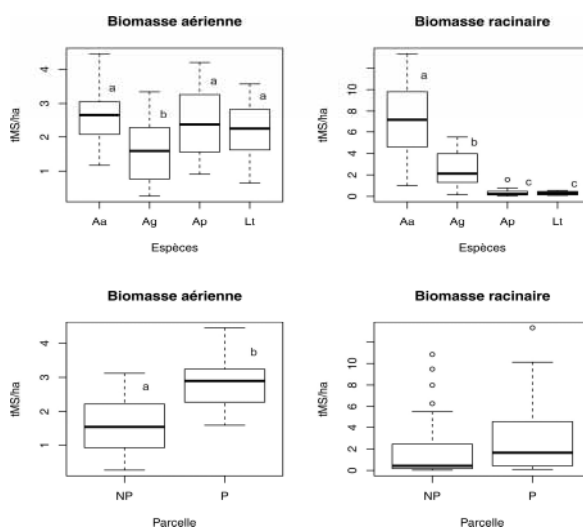 Biomasse aérienne
tMS/ha
4
3
2
1
a
b
a
a
Aa
Ag
Ap
Lt
Espèces
Biomasse racinaire
tMS/ha
10
8
6
4
2
0
a
b
c
c
Aa
Ag
Ap
Lt
Espèces
Biomasse aérienne
tMS/ha
4
3
2
1
a
b
NP
P
Parcelle
Biomasse racinaire
tMS/ha
10
8
6
4
2
0
NP
P
Parcelle